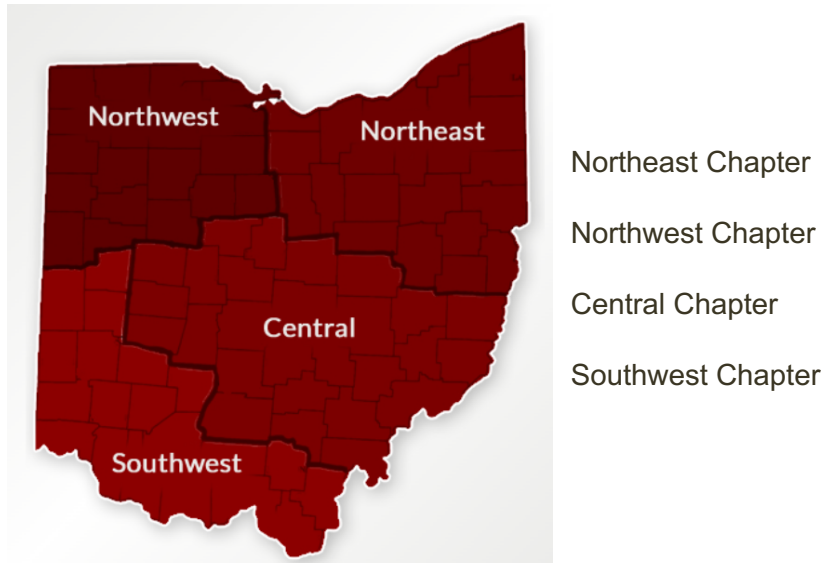 Northwest
Northeast
Central
Southwest
Northeast Chapter
Northwest Chapter
Central Chapter
Southwest Chapter